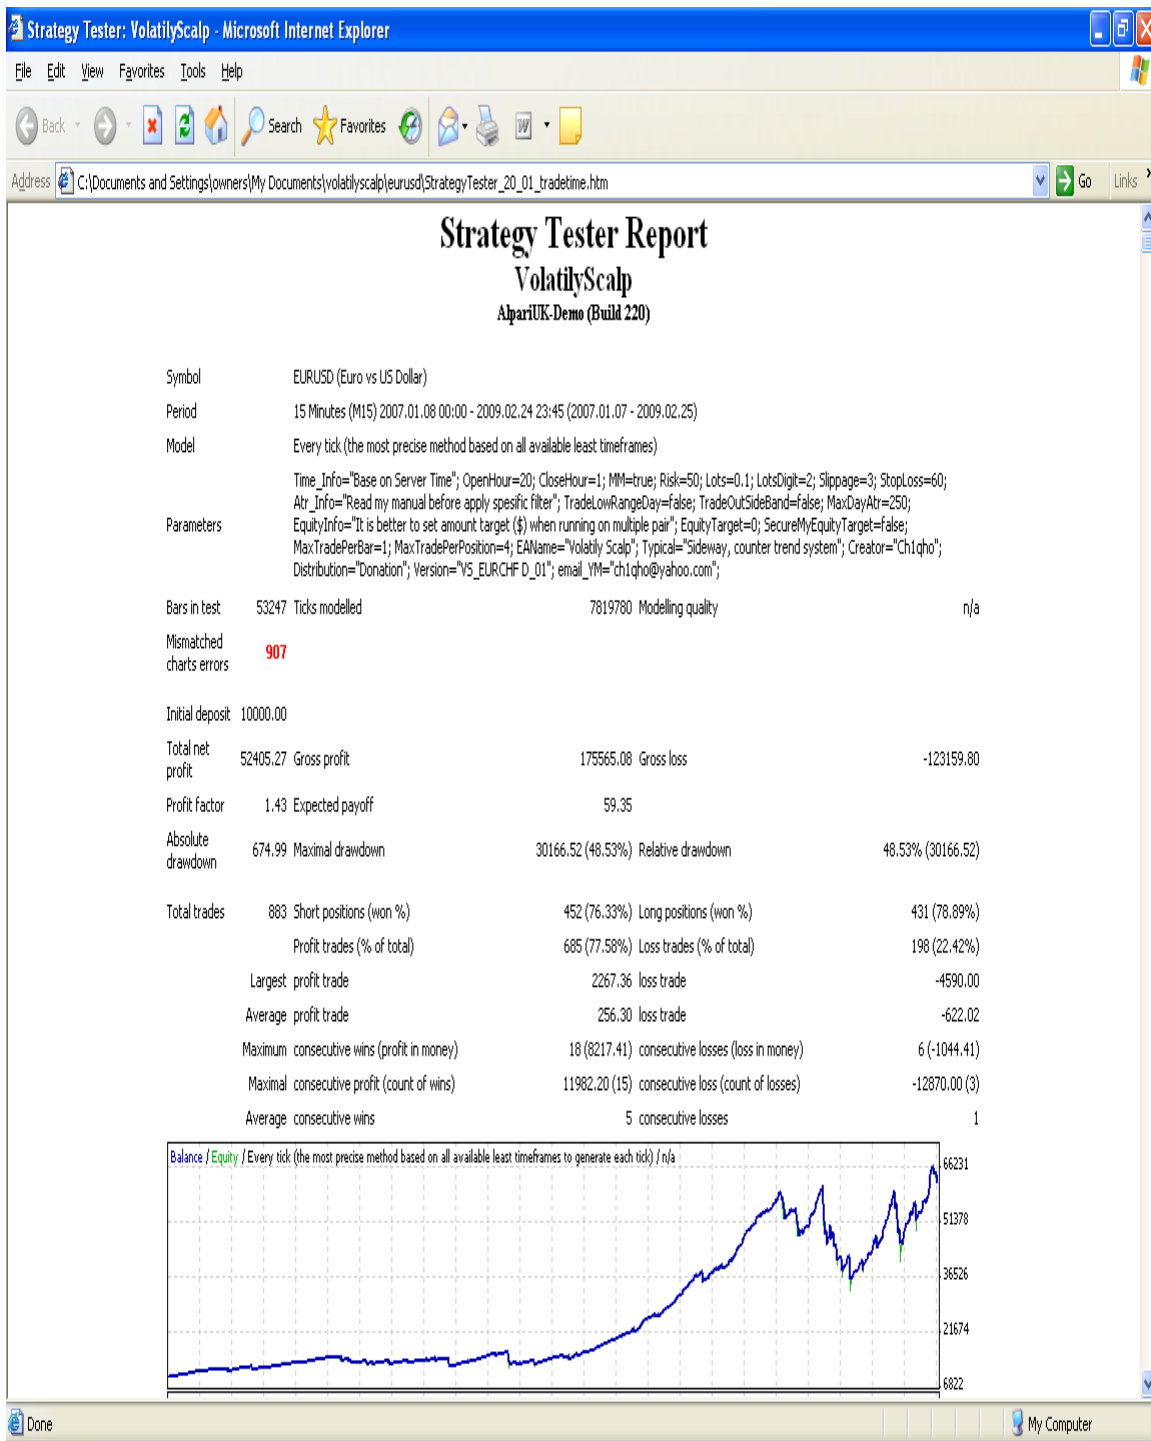 Strategy Tester: VolatilyScalp - Microsoft Internet Explorer
File Edit View Favorites Tools Help
Back Search Favorites
Address C:\Documents and Settings\owners\My Documents\volatilyscalp\eurusd\StrategyTester_20_01_tradetime.htm Go Links
Strategy Tester Report
VolatilyScalp
AlpariUK-Demo (Build 220)
Symbol EURUSD (Euro vs US Dollar)
Period 15 Minutes (M15) 2007.01.08 00:00 - 2009.02.24 23:45 (2007.01.07 - 2009.02.25)
Model Every tick (the most precise method based on all available least timeframes)
Parameters Time_Info="Base on Server Time"; OpenHour=20; CloseHour=1; MM=true; Risk=50; Lots=0.1; LotsDigit=2; Slippage=3; StopLoss=60;
Atr_Info="Read my manual before apply spesific filter"; TradeLowRangeDay=false; TradeOutSideBand=false; MaxDayAtr=250;
EquityInfo="It is better to set amount target ($) when running on multiple pair"; EquityTarget=0; SecureMyEquityTarget=false;
MaxTradePerBar=1; MaxTradePerPosition=4; EAName="Volatily Scalp"; Typical="Sideway, counter trend system"; Creator="Ch1qho";
Distribution="Donation"; Version="VS_EURCHF D_01"; email_YM="ch1qho@yahoo.com";
Bars in test 53247 Ticks modelled 7819780 Modelling quality n/a
Mismatched
charts errors 907
Initial deposit 10000.00
Total net
profit 52405.27 Gross profit 175565.08 Gross loss -123159.80
Profit factor 1.43 Expected payoff 59.35
Absolute
drawdown 674.99 Maximal drawdown 30166.52 (48.53%) Relative drawdown 48.53% (30166.52)
Total trades 883 Short positions (won %) 452 (76.33%) Long positions (won %) 431 (78.89%)
Profit trades (% of total) 685 (77.58%) Loss trades (% of total) 198 (22.42%)
Largest profit trade 2267.36 loss trade -4590.00
Average profit trade 256.30 loss trade -622.02
Maximum consecutive wins (profit in money) 18 (8217.41) consecutive losses (loss in money) 6 (-1044.41)
Maximal consecutive profit (count of wins) 11982.20 (15) consecutive loss (count of losses) -12870.00 (3)
Average consecutive wins 5 consecutive losses 1
Balance / Equity / Every tick (the most precise method based on all available least timeframes to generate each tick) / n/a
66231
51378
36526
21674
6822
Done My Computer